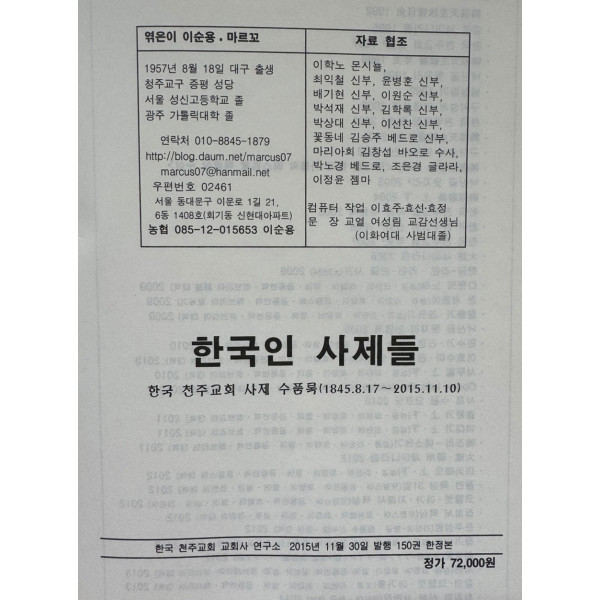 엮은이 이순용 · 마르꼬
1957년 8월 18일 대구 출생
청주교구 증평 성당
서울 성신고등학교 졸
광주 가톨릭대학 졸
연락처 010-8845-1879
http://blog.daum.net/marcus07
marcus07@hanmail.net
우편번호 02461
서울 동대문구 이문로 1길 21,
6동 1408호(회기동 신현대아파트)
농협 085-12-015653 이순용
자료 협조
이학노 몬시뇰,
최익철 신부, 윤병훈 신부,
배기현 신부, 이원순 신부,
박석재 신부, 김학록 신부,
박상대 신부, 이선찬 신부,
꽃동네 김승주 베드로 신부,
마리아회 김창섭 바오로 수사,
박노경 베드로, 조은경 글라라,
이정윤 젬마
컴퓨터 작업 이효주·효선·효정
문 장 교열 여성림 교감선생님
(이화여대 사범대졸)
한국인 사제들
한국 천주교회 사제 수품록(1845.8.17~2015.11.10)
한국 천주교회 교회사 연구소 2015년 11월 30일 발행 150권 한정본
정가 72,000원